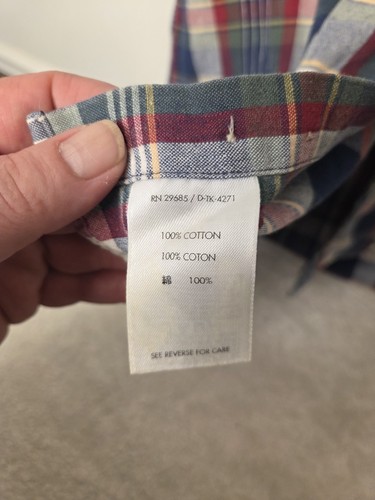 RN 29685 / D-TK-4271
100% COTTON
100% COTON
綿 100%
SEE REVERSE FOR CARE